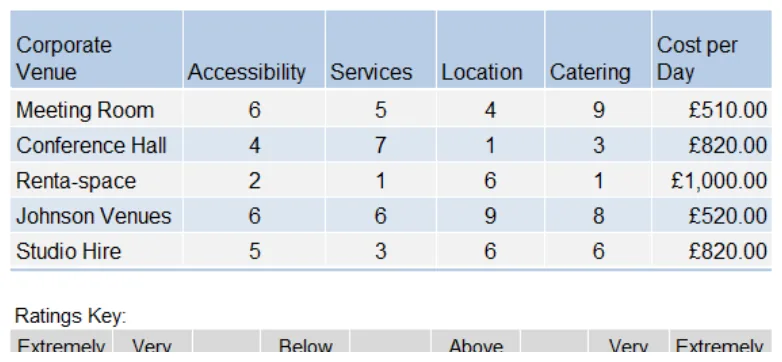 Corporate Venue Accessibility Services Location Catering Cost per Day
Meeting Room 6 5 4 9 £510.00
Conference Hall 4 7 1 3 £820.00
Renta-space 2 1 6 1 £1,000.00
Johnson Venues 6 6 9 8 £520.00
Studio Hire 5 3 6 6 £820.00
Ratings Key:
Extremely Very Below Above Very Extremely